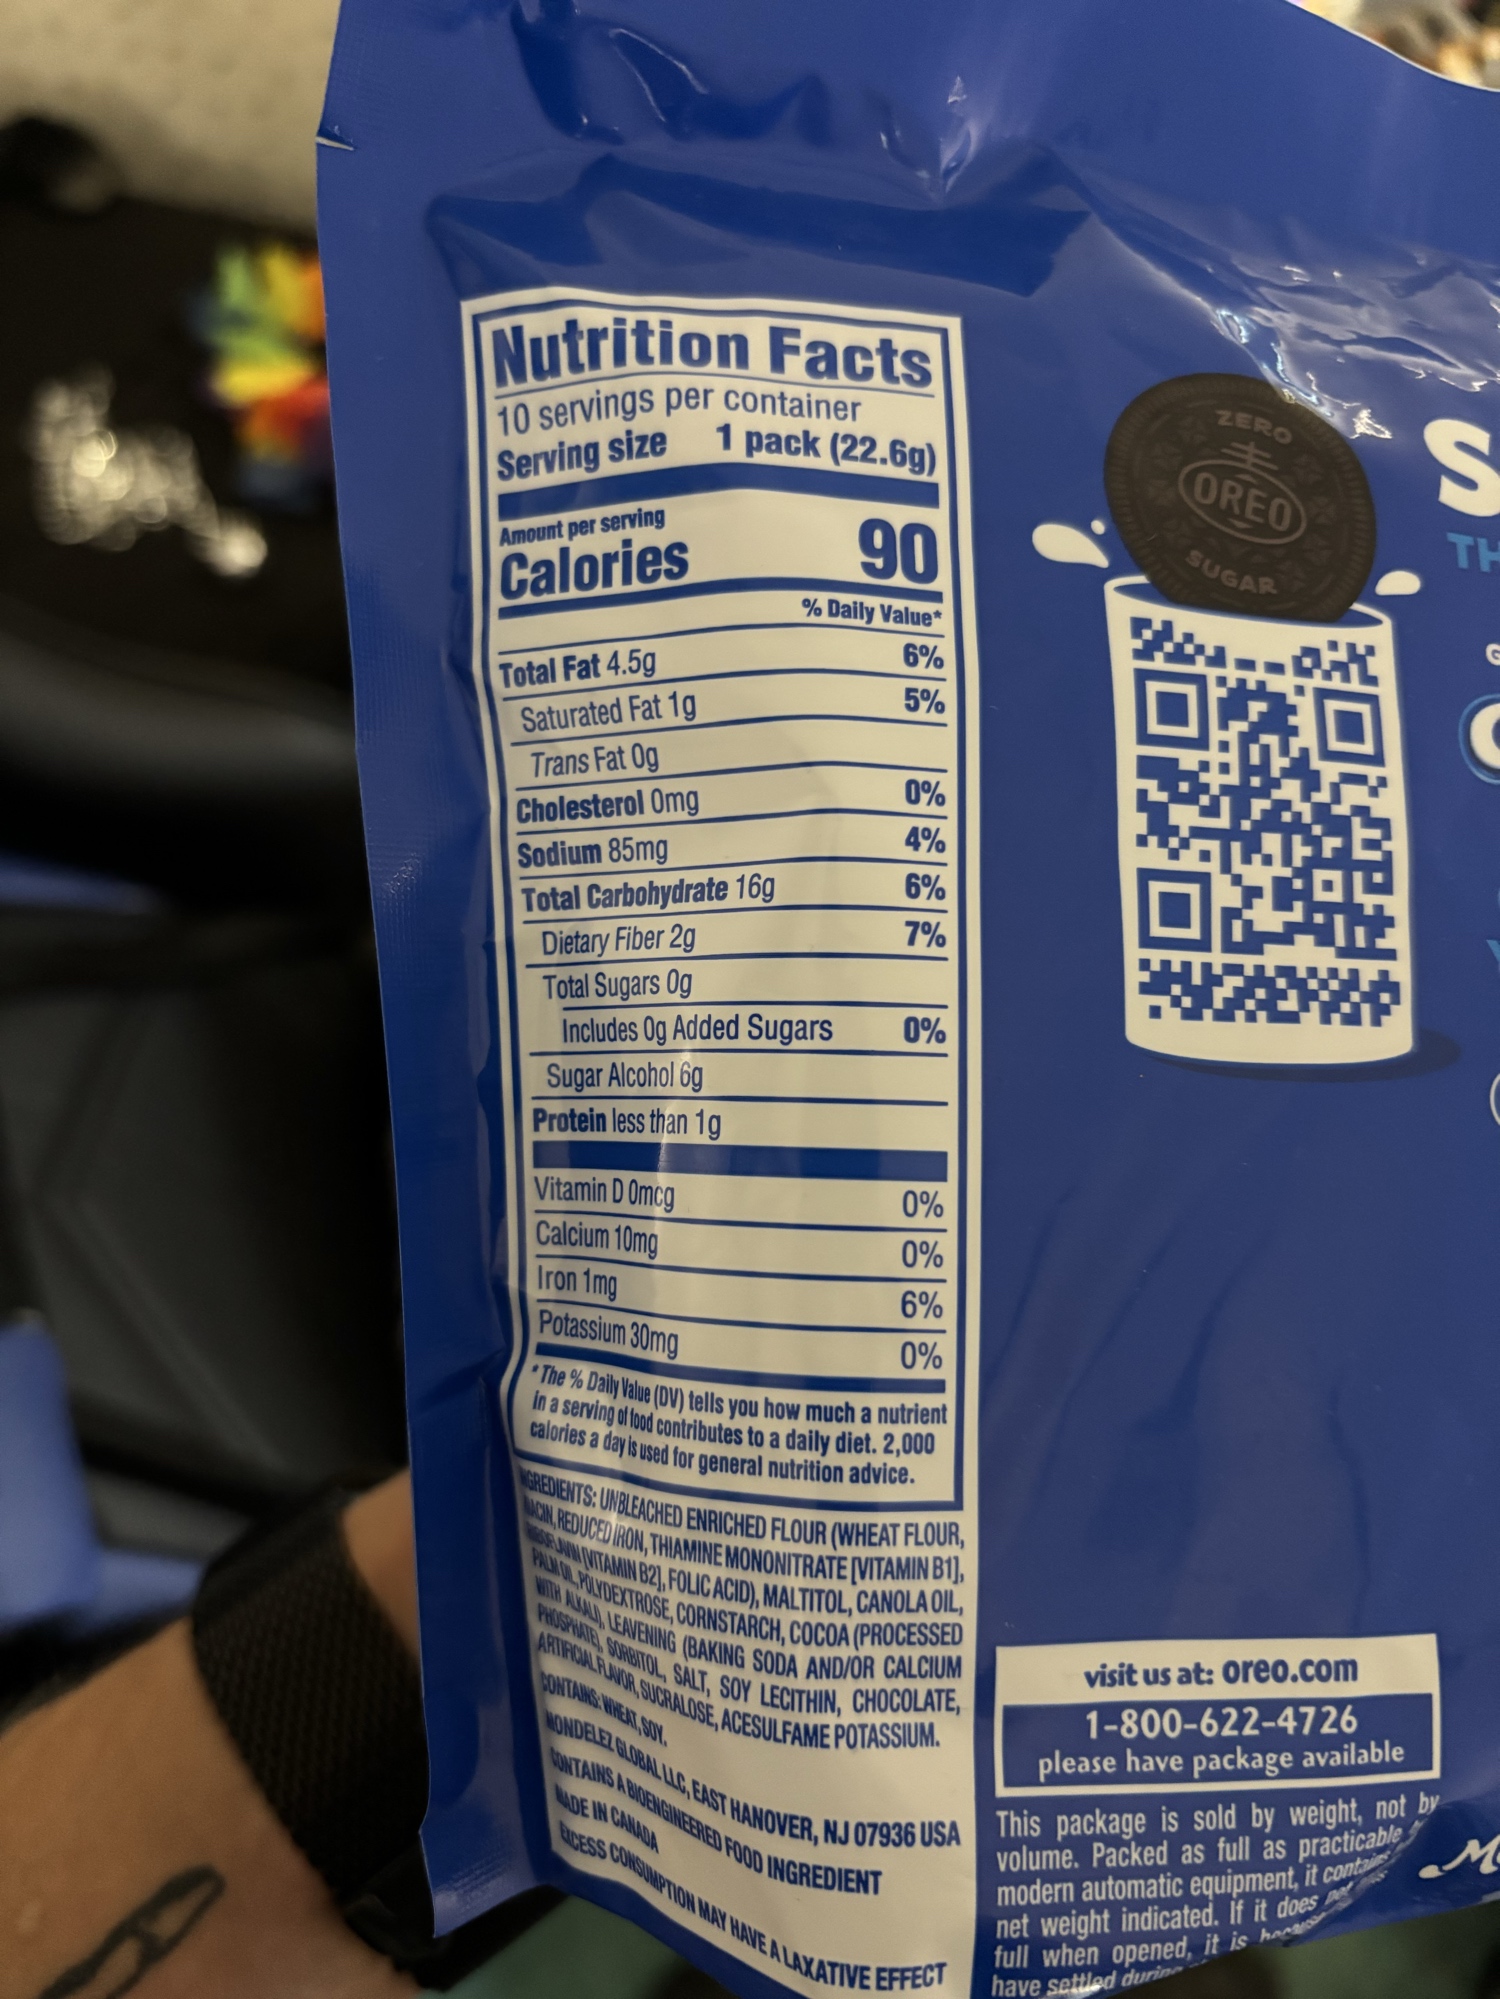 Nutrition Facts
10 servings per container
Serving size 1 pack (22.6g)
Amount per serving
Calories 90
% Daily Value*
Total Fat 4.5g 6%
Saturated Fat 1g 5%
Trans Fat 0g
Cholesterol 0mg 0%
Sodium 85mg 4%
Total Carbohydrate 16g 6%
Dietary Fiber 2g 7%
Total Sugars 0g
Includes 0g Added Sugars 0%
Sugar Alcohol 6g
Protein less than 1g
Vitamin D 0mcg 0%
Calcium 10mg 0%
Iron 1mg 6%
Potassium 30mg 0%
*The % Daily Value (DV) tells you how much a nutrient
in a serving of food contributes to a daily diet. 2,000
calories a day is used for general nutrition advice.
NGREDIENTS: UNBLEACHED ENRICHED FLOUR (WHEAT FLOUR,
IACIN, REDUCED IRON, THIAMINE MONONITRATE [VITAMIN B1],
RIBOFLAVIN [VITAMIN B2], FOLIC ACID), MALTITOL, CANOLA OIL,
PALM OIL, POLYDEXTROSE, CORNSTARCH, COCOA (PROCESSED
WITH ALKALI), LEAVENING (BAKING SODA AND/OR CALCIUM
PHOSPHATE), SORBITOL, SALT, SOY LECITHIN, CHOCOLATE,
ARTIFICIAL FLAVOR, SUCRALOSE, ACESULFAME POTASSIUM.
CONTAINS: WHEAT, SOY.
MONDELEZ GLOBAL LLC, EAST HANOVER, NJ 07936 USA
CONTAINS A BIOENGINEERED FOOD INGREDIENT
MADE IN CANADA
EXCESS CONSUMPTION MAY HAVE A LAXATIVE EFFECT
ZERO
OREO
SUGAR
S
TH
visit us at: oreo.com
1-800-622-4726
please have package available
This package is sold by weight, not by
volume. Packed as full as practicable by
modern automatic equipment, it contains
net weight indicated. If it does not
full when opened, it is because
have settled during